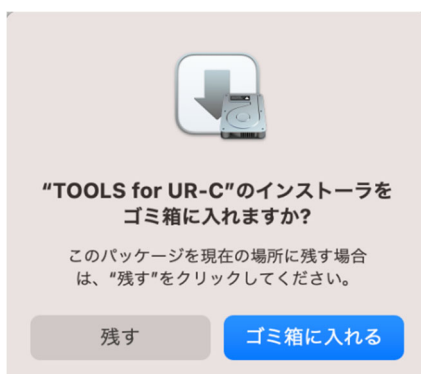 “TOOLS for UR-C”のインストーラを
ゴミ箱に入れますか?
このパッケージを現在の場所に残す場合
は、“残す”をクリックしてください。
残す
ゴミ箱に入れる